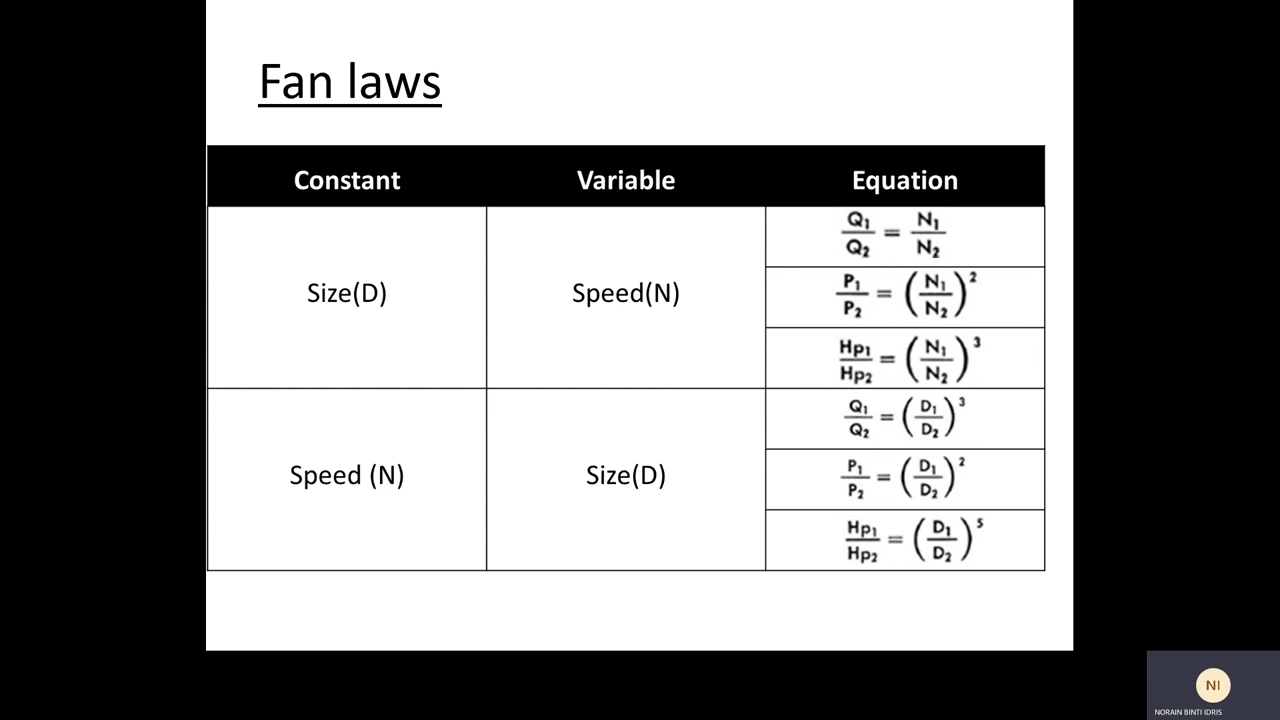 Fan laws
Constant Variable Equation
Size(D) Speed(N)
Q1/Q2 = N1/N2
P1/P2 = (N1/N2)^2
Hp1/Hp2 = (N1/N2)^3
Speed (N) Size(D)
Q1/Q2 = (D1/D2)^3
P1/P2 = (D1/D2)^2
Hp1/Hp2 = (D1/D2)^5
NI
NORAIN BINTI IDRIS